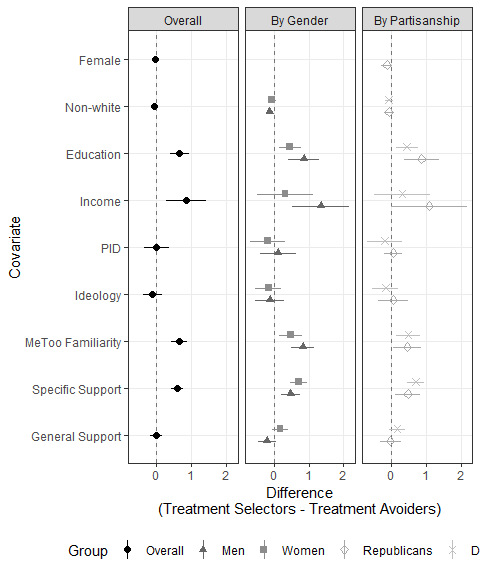 Overall By Gender By Partisanship
Female
Non-white
Education
Income
PID
Ideology
MeToo Familiarity
Specific Support
General Support
Covariate
0 1 2 0 1 2 0 1 2
Difference
(Treatment Selectors - Treatment Avoiders)
Group Overall Men Women Republicans D